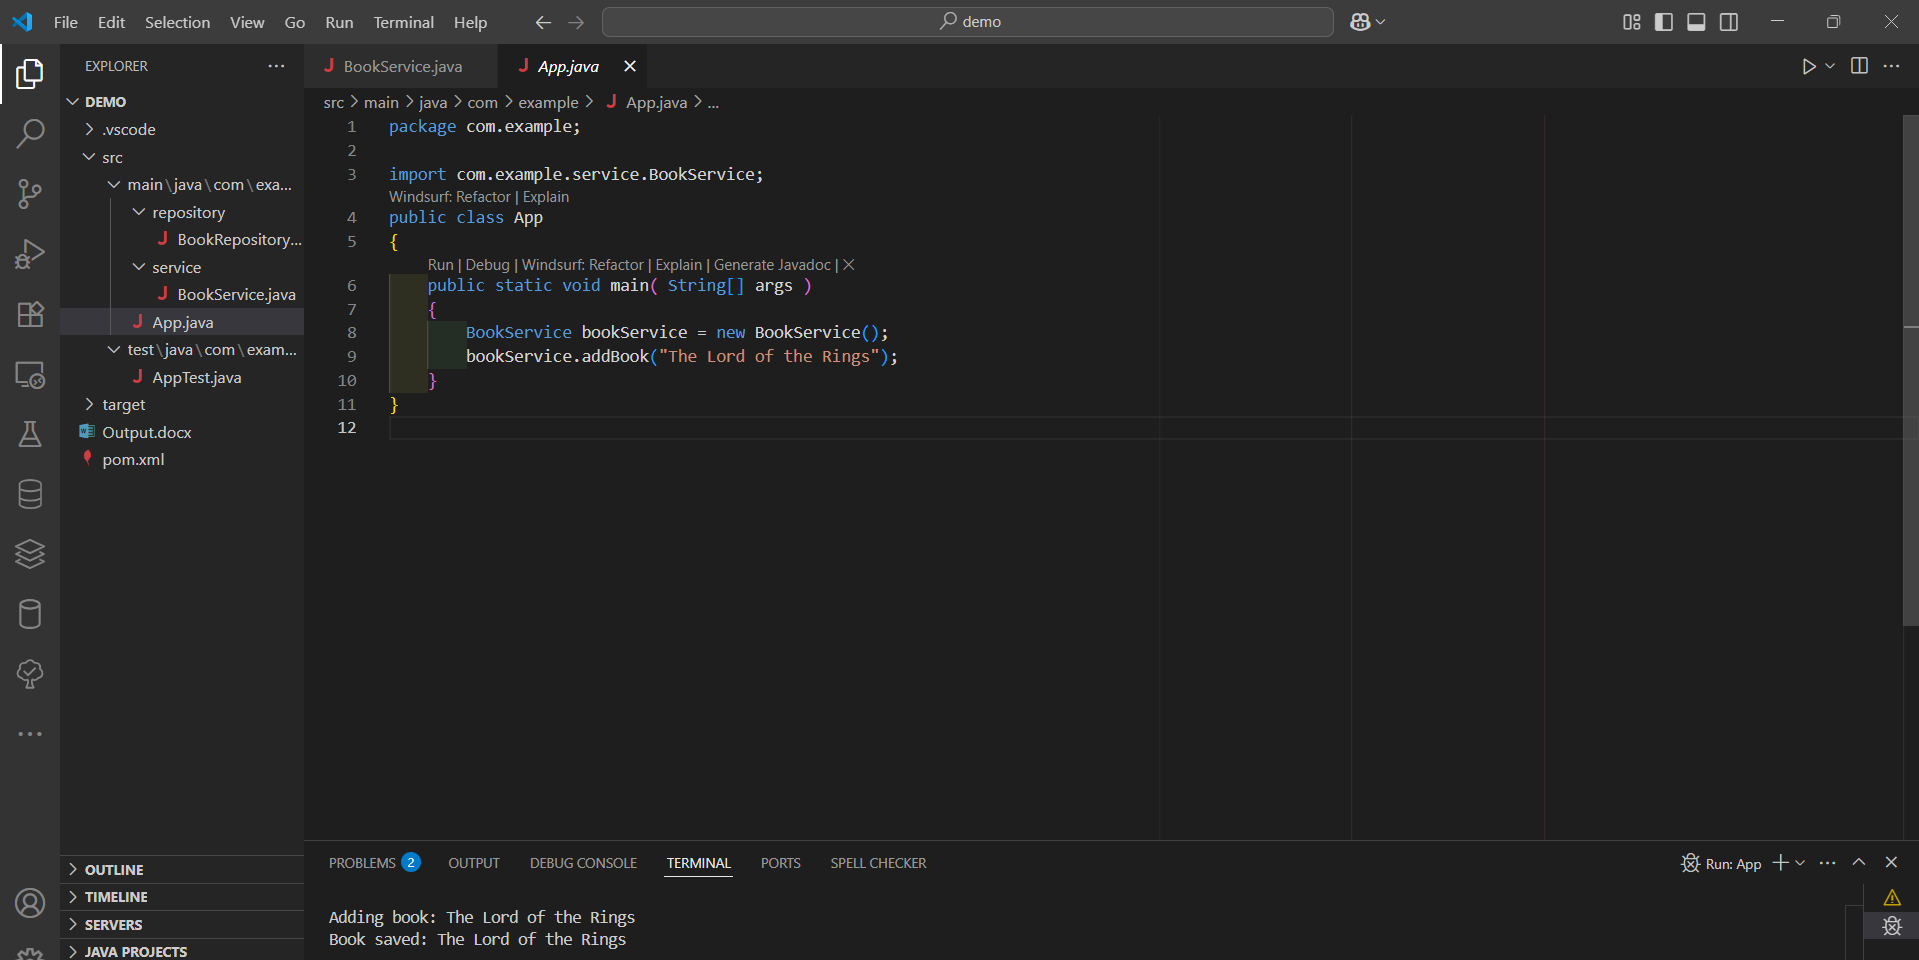 File Edit Selection View Go Run Terminal Help
demo
EXPLORER
DEMO
.vscode
src
main\java\com\exa...
repository
BookRepository...
service
BookService.java
App.java
test\java\com\exam...
AppTest.java
target
Output.docx
pom.xml
OUTLINE
TIMELINE
SERVERS
JAVA PROJECTS
BookService.java App.java
src > main > java > com > example > App.java > ...
1 package com.example;
2
3 import com.example.service.BookService;
Windsurf: Refactor | Explain
4 public class App
5 {
Run | Debug | Windsurf: Refactor | Explain | Generate Javadoc | ×
6 public static void main( String[] args )
7 {
8 BookService bookService = new BookService();
9 bookService.addBook("The Lord of the Rings");
10 }
11 }
12
PROBLEMS 2 OUTPUT DEBUG CONSOLE TERMINAL PORTS SPELL CHECKER
Run: App
Adding book: The Lord of the Rings
Book saved: The Lord of the Rings